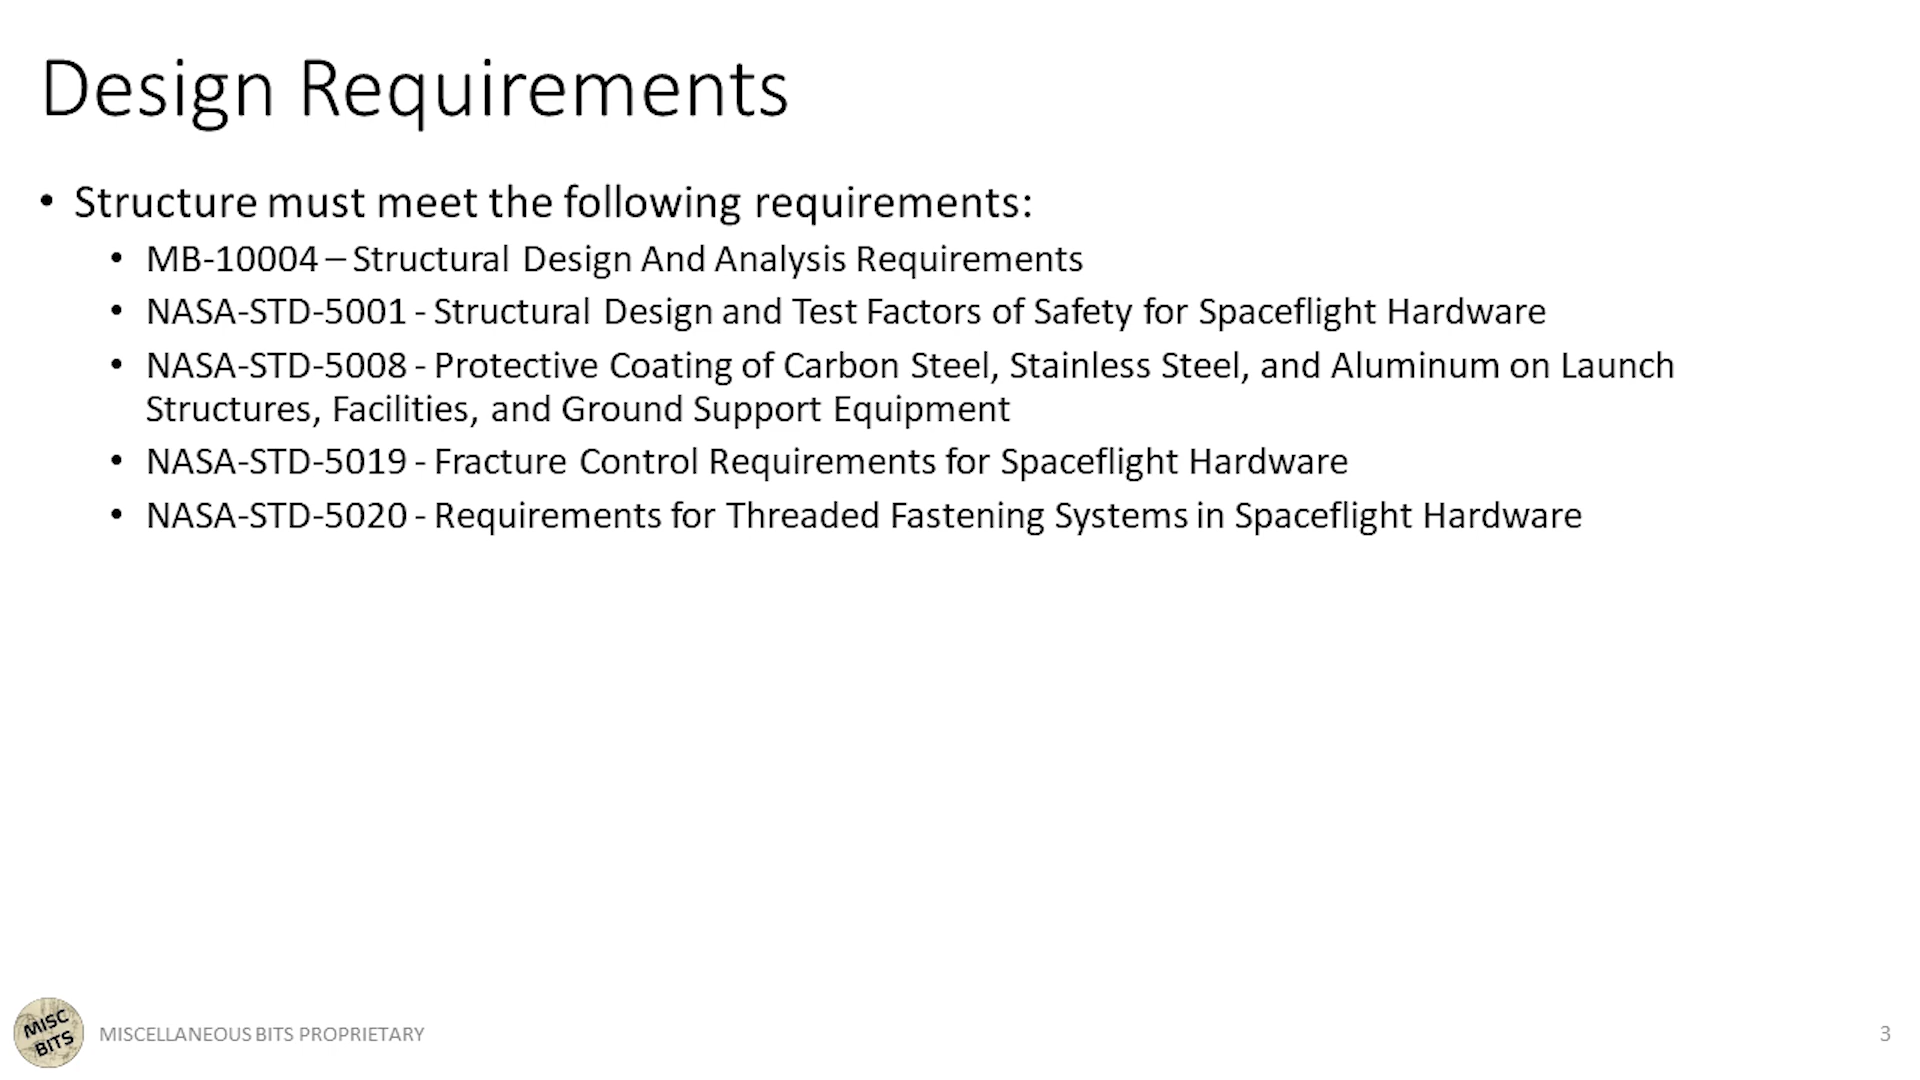 Design Requirements
• Structure must meet the following requirements:
• MB-10004 – Structural Design And Analysis Requirements
• NASA-STD-5001 - Structural Design and Test Factors of Safety for Spaceflight Hardware
• NASA-STD-5008 - Protective Coating of Carbon Steel, Stainless Steel, and Aluminum on Launch
Structures, Facilities, and Ground Support Equipment
• NASA-STD-5019 - Fracture Control Requirements for Spaceflight Hardware
• NASA-STD-5020 - Requirements for Threaded Fastening Systems in Spaceflight Hardware
MISC
BITS
MISCELLANEOUS BITS PROPRIETARY
3